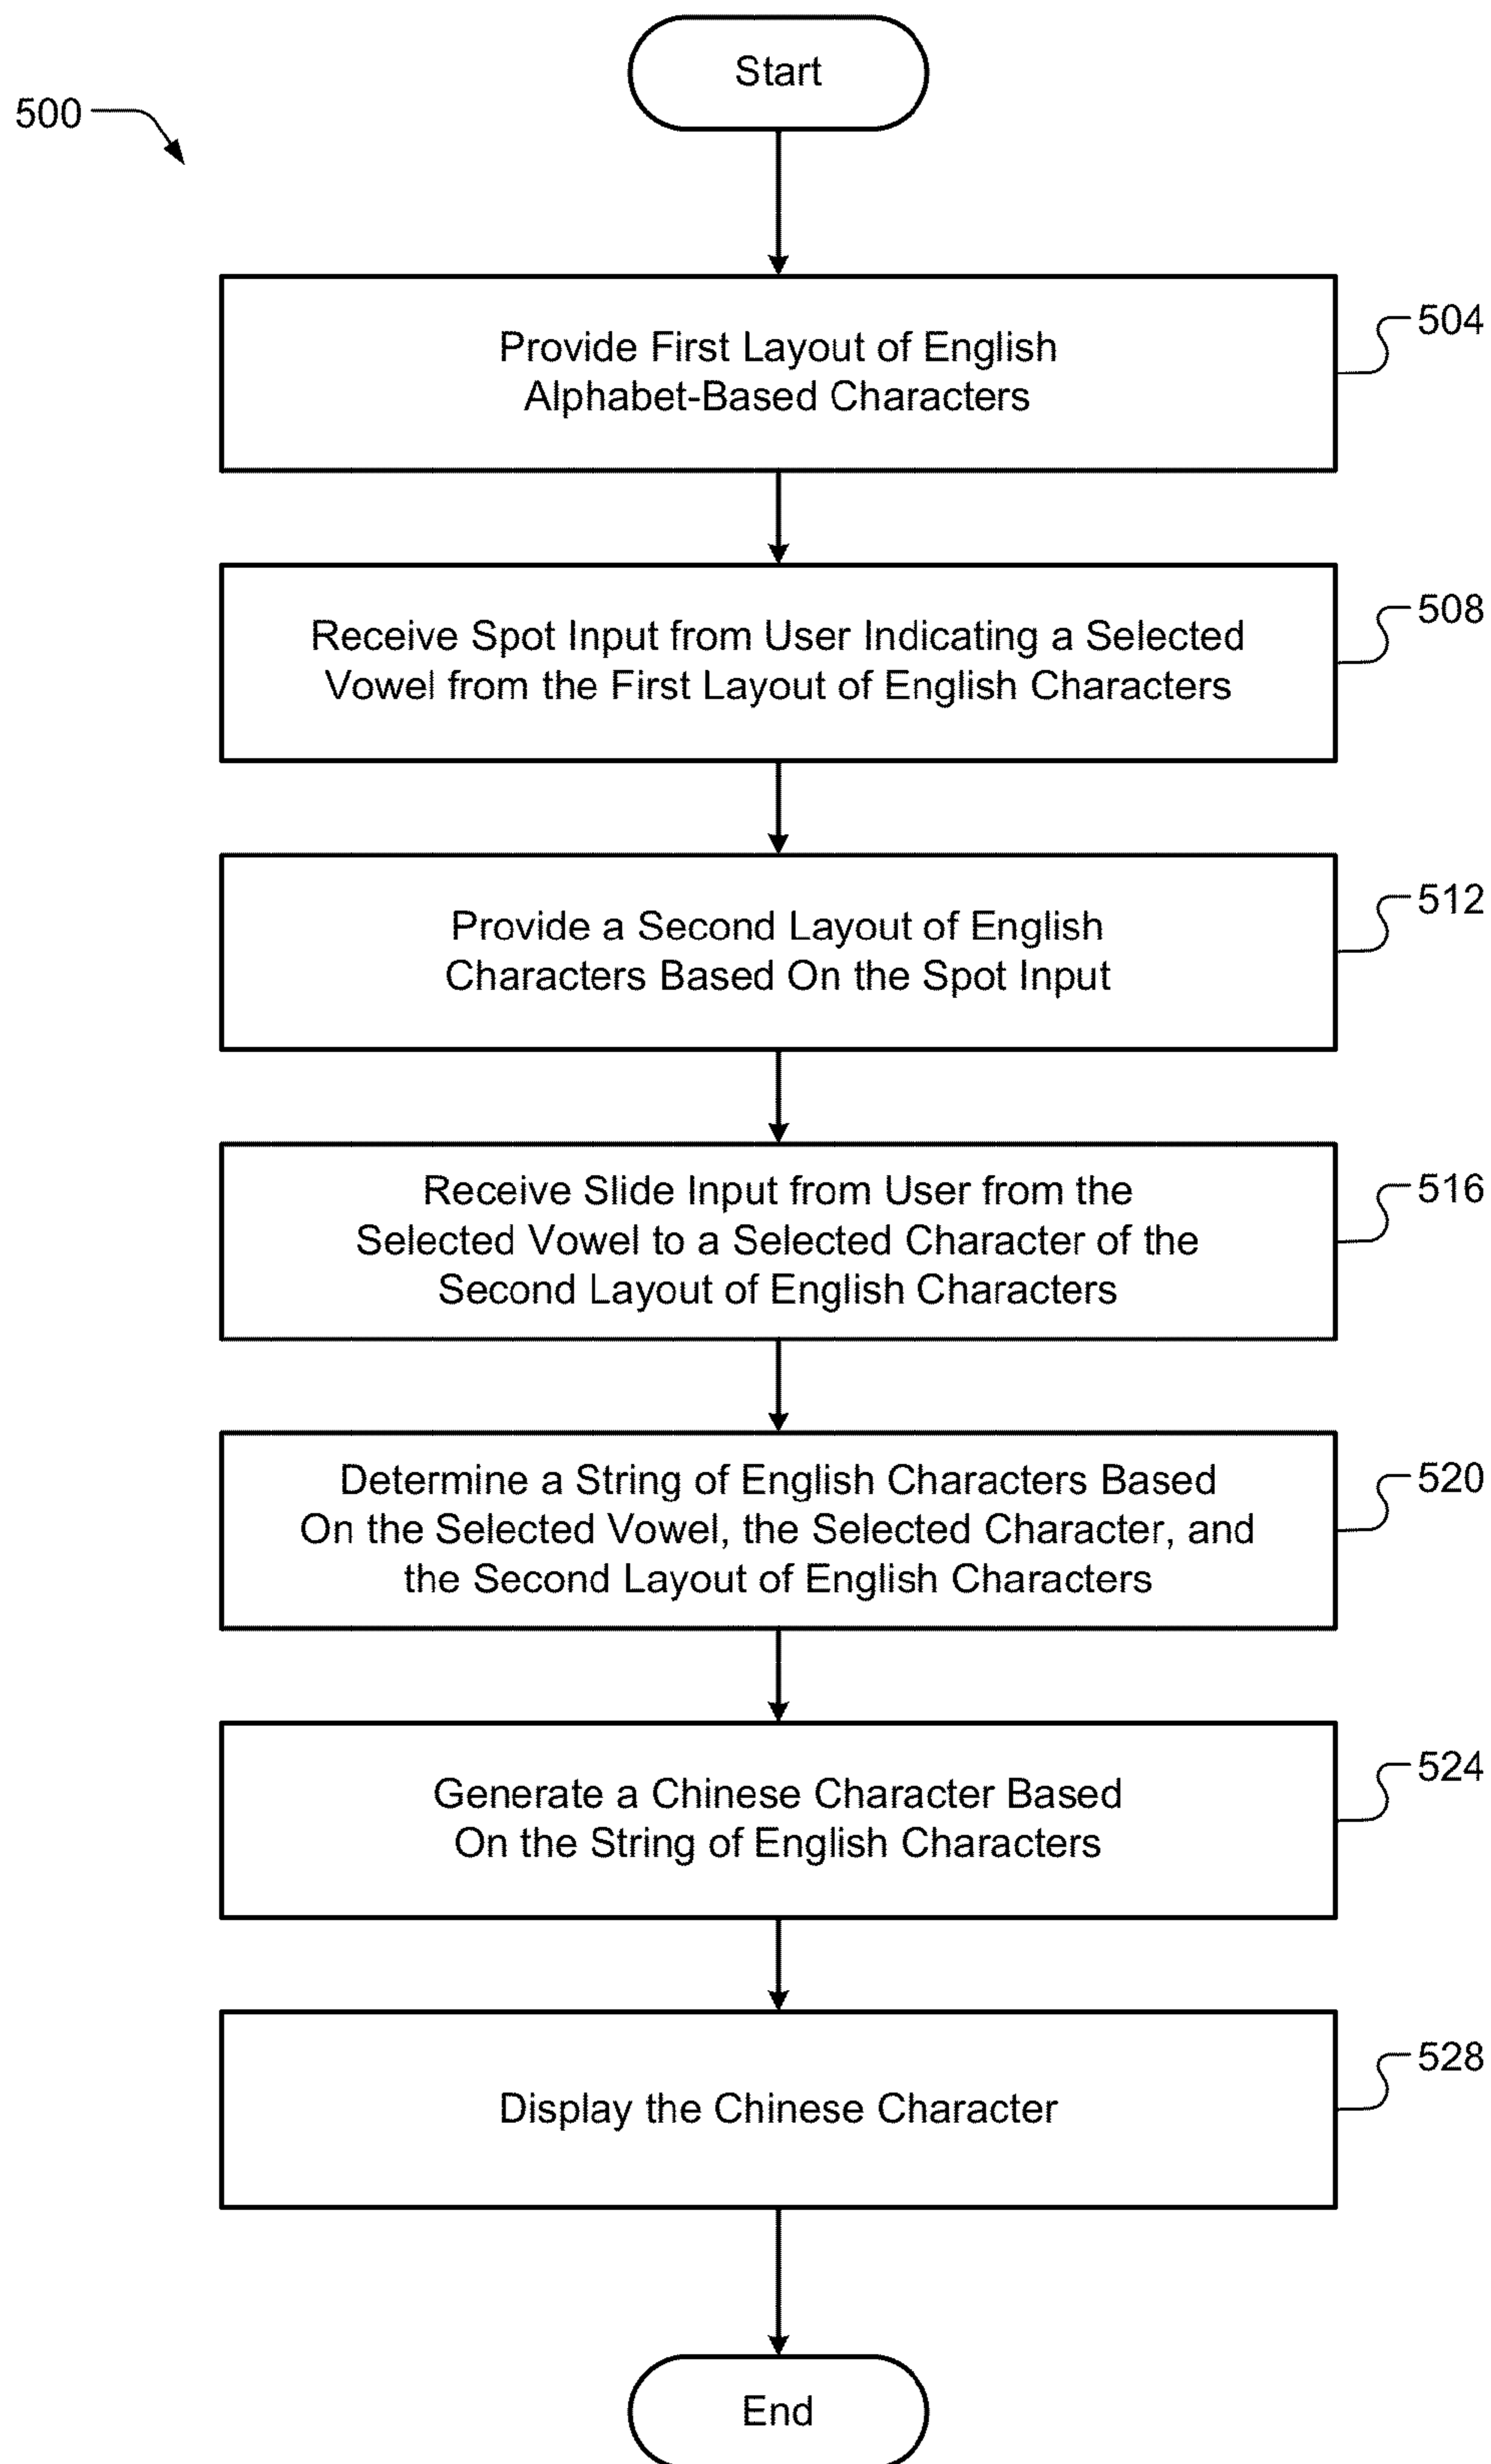 Start
500
Provide First Layout of English
Alphabet-Based Characters
504
Receive Spot Input from User Indicating a Selected
Vowel from the First Layout of English Characters
508
Provide a Second Layout of English
Characters Based On the Spot Input
512
Receive Slide Input from User from the
Selected Vowel to a Selected Character of the
Second Layout of English Characters
516
Determine a String of English Characters Based
On the Selected Vowel, the Selected Character, and
the Second Layout of English Characters
520
Generate a Chinese Character Based
On the String of English Characters
524
Display the Chinese Character
528
End